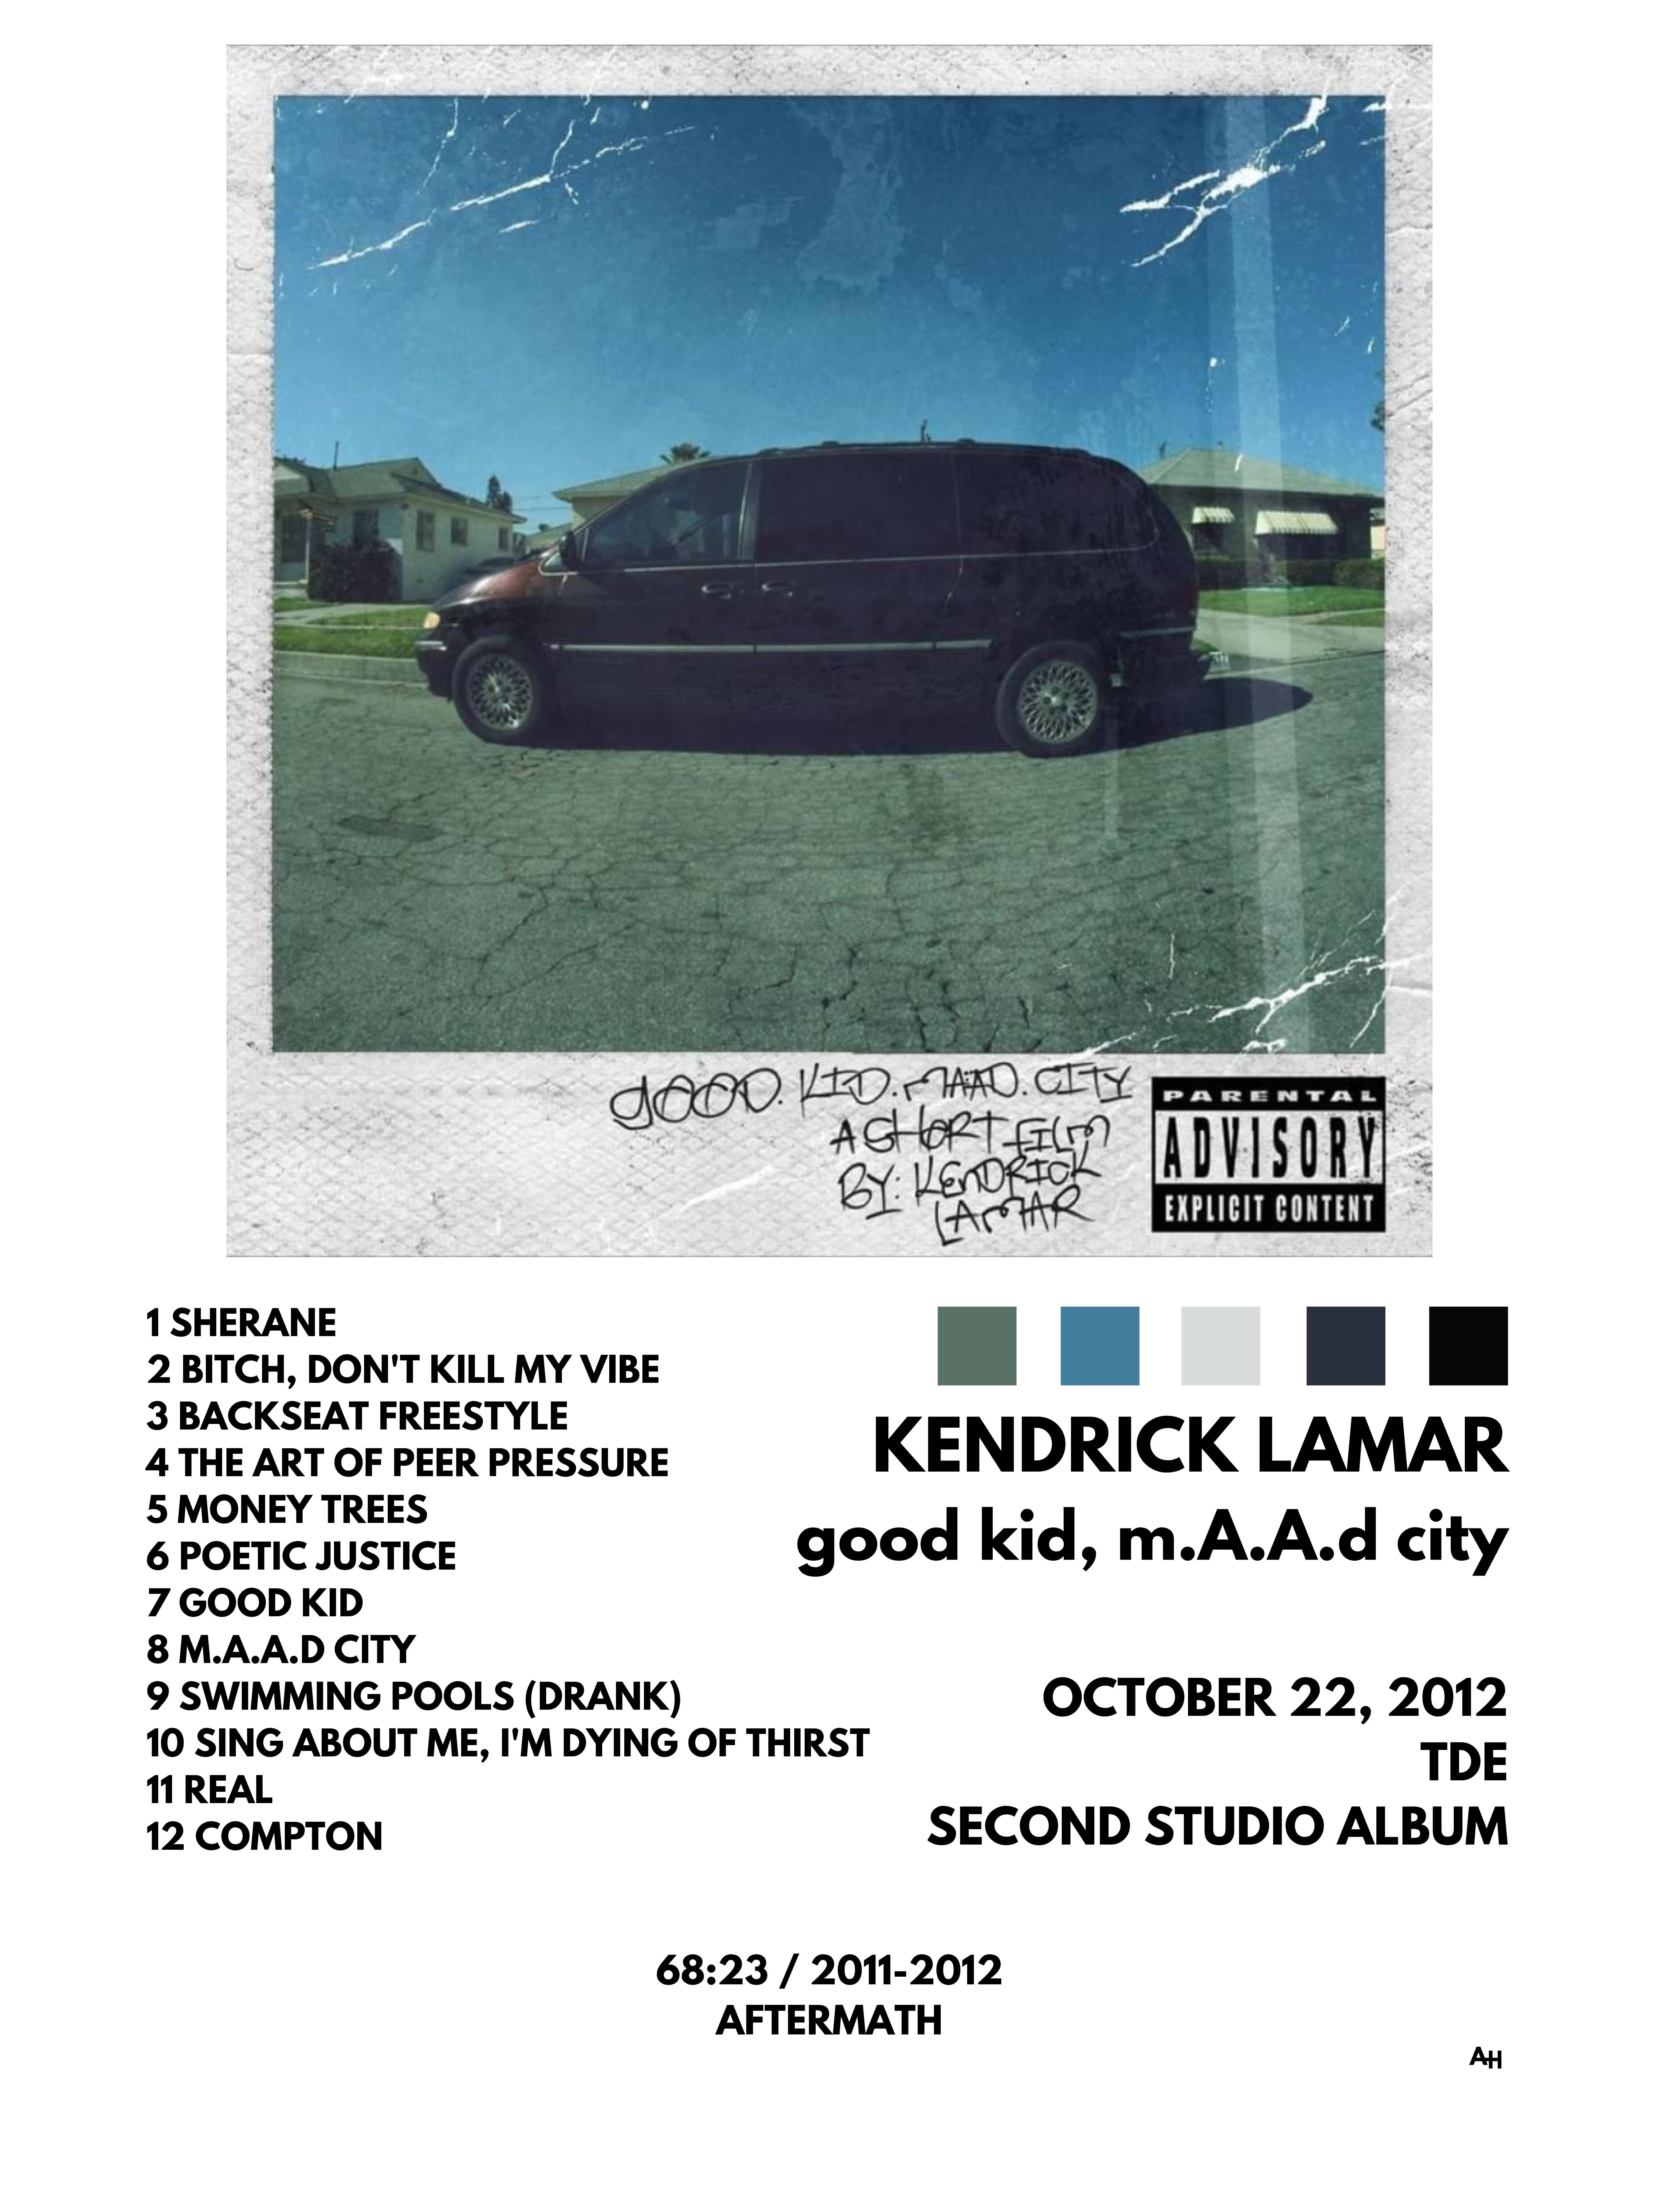 gOOD. KID. MAAD. CITY
A SHORT FILM
BY: KENDRICK
LAMAR
PARENTAL
ADVISORY
EXPLICIT CONTENT
1 SHERANE
2 BITCH, DON'T KILL MY VIBE
3 BACKSEAT FREESTYLE
4 THE ART OF PEER PRESSURE
5 MONEY TREES
6 POETIC JUSTICE
7 GOOD KID
8 M.A.A.D CITY
9 SWIMMING POOLS (DRANK)
10 SING ABOUT ME, I'M DYING OF THIRST
11 REAL
12 COMPTON
KENDRICK LAMAR
good kid, m.A.A.d city
OCTOBER 22, 2012
TDE
SECOND STUDIO ALBUM
68:23 / 2011-2012
AFTERMATH
AH